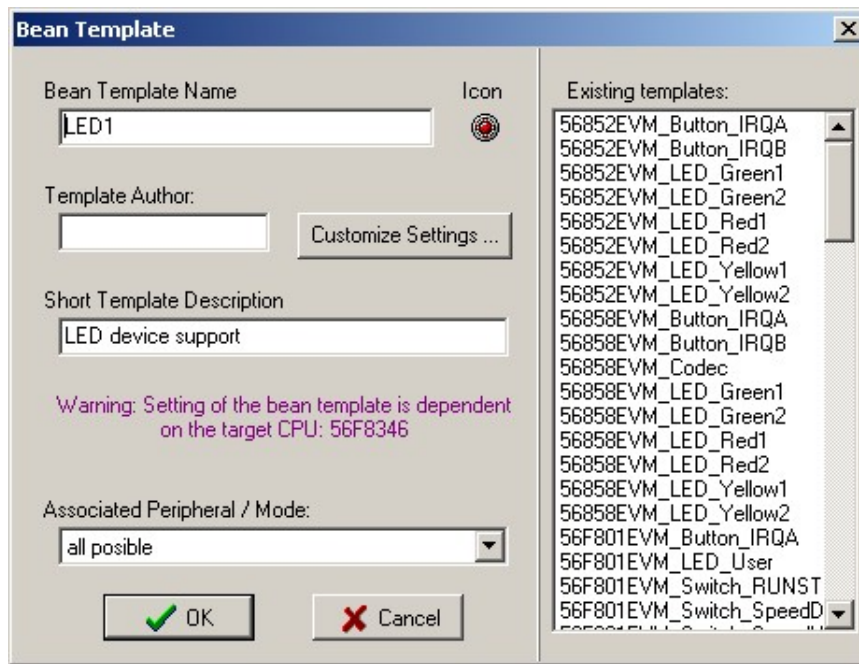 Bean Template
Bean Template Name
Icon
LED1
Template Author:
Customize Settings ...
Short Template Description
LED device support
Warning: Setting of the bean template is dependent
on the target CPU: 56F8346
Associated Peripheral / Mode:
all posible
OK
Cancel
Existing templates:
56852EVM_Button_IRQA
56852EVM_Button_IRQB
56852EVM_LED_Green1
56852EVM_LED_Green2
56852EVM_LED_Red1
56852EVM_LED_Red2
56852EVM_LED_Yellow1
56852EVM_LED_Yellow2
56858EVM_Button_IRQA
56858EVM_Button_IRQB
56858EVM_Codec
56858EVM_LED_Green1
56858EVM_LED_Green2
56858EVM_LED_Red1
56858EVM_LED_Red2
56858EVM_LED_Yellow1
56858EVM_LED_Yellow2
56F801EVM_Button_IRQA
56F801EVM_LED_User
56F801EVM_Switch_RUNST
56F801EVM_Switch_SpeedD